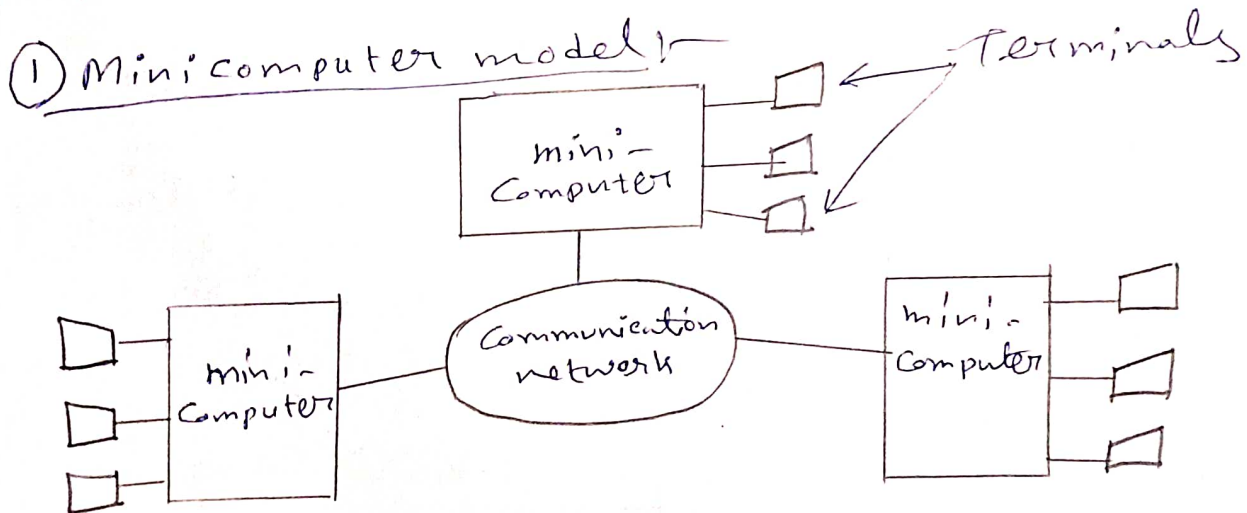 ① Minicomputer model :-
Terminals
mini-
Computer
Communication
network
mini-
Computer
mini-
Computer